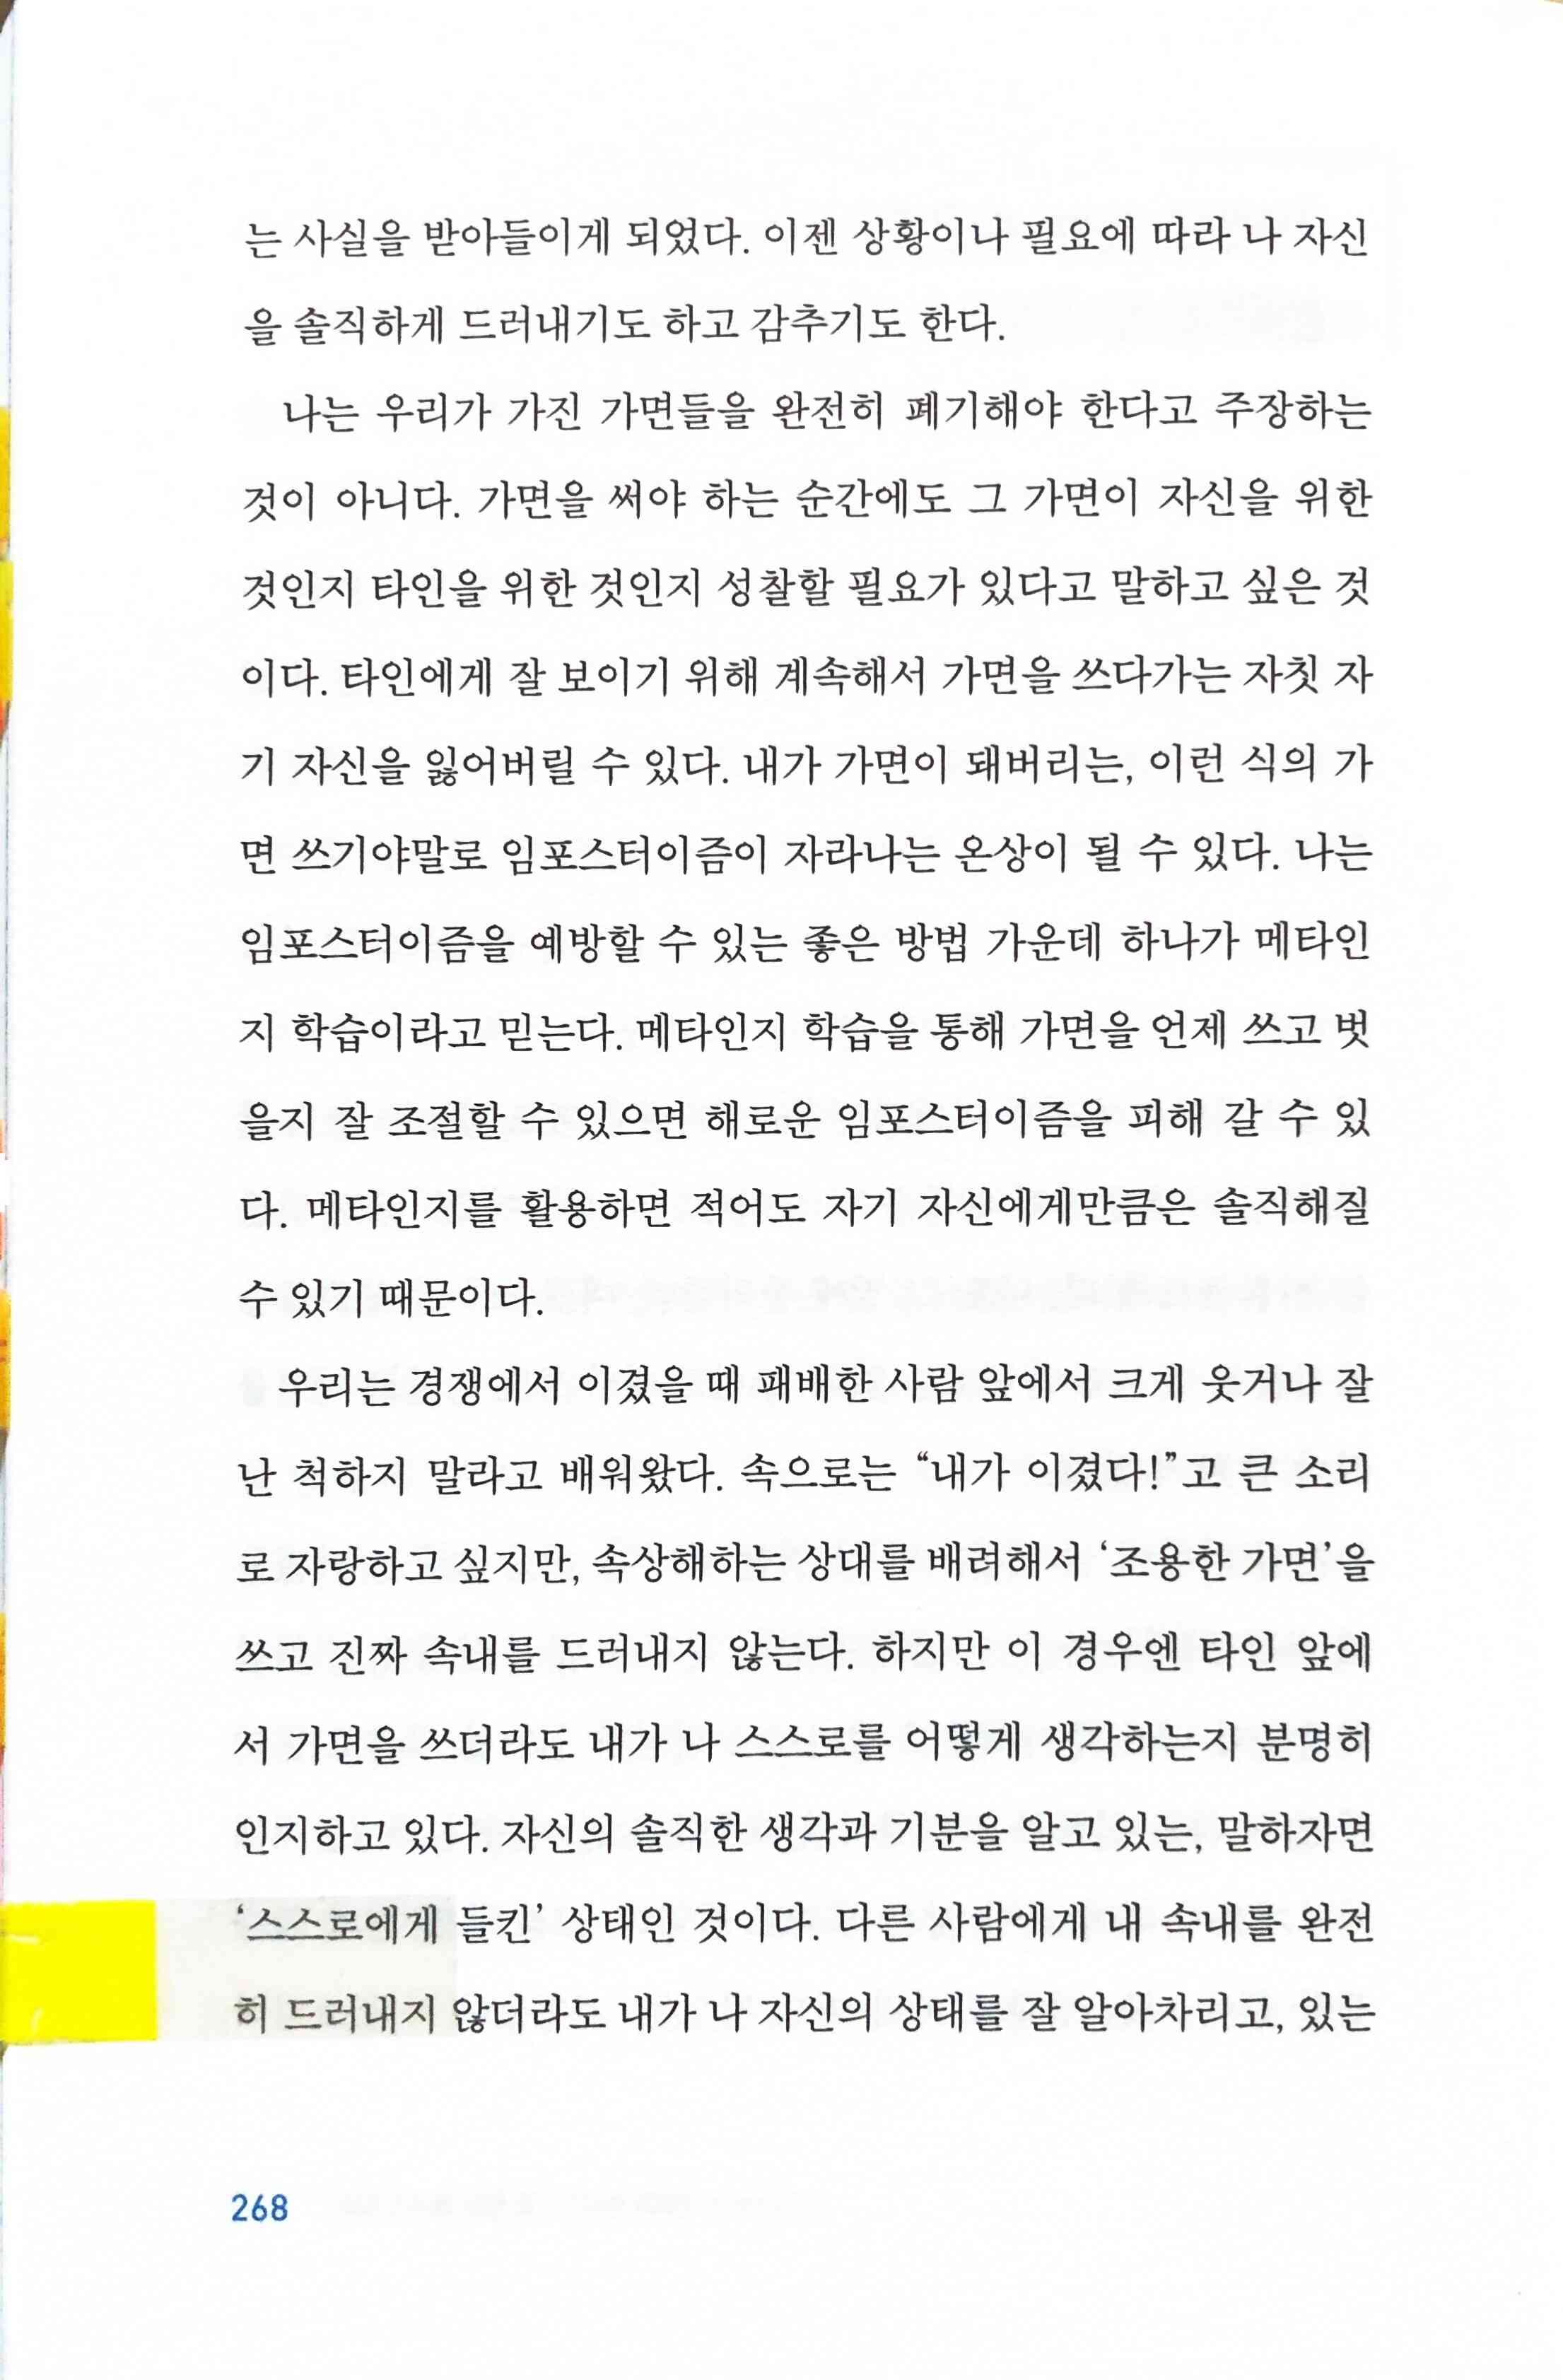 는 사실을 받아들이게 되었다. 이젠 상황이나 필요에 따라 나 자신
을 솔직하게 드러내기도 하고 감추기도 한다.
나는 우리가 가진 가면들을 완전히 폐기해야 한다고 주장하는
것이 아니다. 가면을 써야 하는 순간에도 그 가면이 자신을 위한
것인지 타인을 위한 것인지 성찰할 필요가 있다고 말하고 싶은 것
이다. 타인에게 잘 보이기 위해 계속해서 가면을 쓰다가는 자칫 자
기 자신을 잃어버릴 수 있다. 내가 가면이 돼버리는, 이런 식의 가
면 쓰기야말로 임포스터이즘이 자라나는 온상이 될 수 있다. 나는
임포스터이즘을 예방할 수 있는 좋은 방법 가운데 하나가 메타인
지 학습이라고 믿는다. 메타인지 학습을 통해 가면을 언제 쓰고 벗
을지 잘 조절할 수 있으면 해로운 임포스터이즘을 피해 갈 수 있
다. 메타인지를 활용하면 적어도 자기 자신에게만큼은 솔직해질
수 있기 때문이다.
우리는 경쟁에서 이겼을 때 패배한 사람 앞에서 크게 웃거나 잘
난 척하지 말라고 배워왔다. 속으로는 “내가 이겼다!”고 큰 소리
로 자랑하고 싶지만, 속상해하는 상대를 배려해서 ‘조용한 가면’을
쓰고 진짜 속내를 드러내지 않는다. 하지만 이 경우엔 타인 앞에
서 가면을 쓰더라도 내가 나 스스로를 어떻게 생각하는지 분명히
인지하고 있다. 자신의 솔직한 생각과 기분을 알고 있는, 말하자면
‘스스로에게 들킨’ 상태인 것이다. 다른 사람에게 내 속내를 완전
히 드러내지 않더라도 내가 나 자신의 상태를 잘 알아차리고, 있는
268